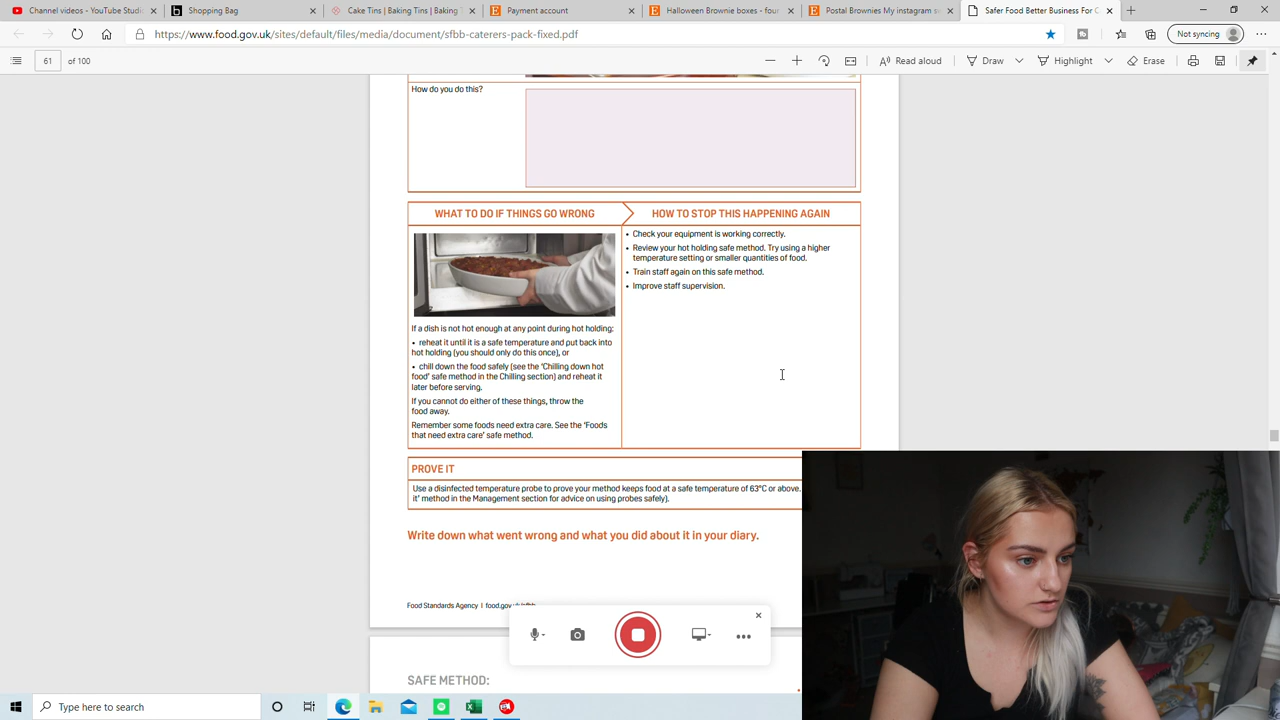 Channel videos - YouTube Studi
Shopping Bag
Cake Tins | Baking Tins | Baking T
Payment account
Halloween Brownie boxes - four
Postal Brownies My instagram is
Safer Food Better Business For C
https://www.food.gov.uk/sites/default/files/media/document/sfbb-caterers-pack-fixed.pdf
Not syncing
61 of 100
Read aloud
Draw
Highlight
Erase
How do you do this?
WHAT TO DO IF THINGS GO WRONG
HOW TO STOP THIS HAPPENING AGAIN
If a dish is not hot enough at any point during hot holding:
• reheat it until it is a safe temperature and put back into
hot holding (you should only do this once), or
• chill down the food safely (see the 'Chilling down hot
food' safe method in the Chilling section) and reheat it
later before serving.
If you cannot do either of these things, throw the
food away.
Remember some foods need extra care. See the 'Foods
that need extra care' safe method.
• Check your equipment is working correctly.
• Review your hot holding safe method. Try using a higher
temperature setting or smaller quantities of food.
• Train staff again on this safe method.
• Improve staff supervision.
PROVE IT
Use a disinfected temperature probe to prove your method keeps food at a safe temperature of 63°C or above.
it' method in the Management section for advice on using probes safely).
Write down what went wrong and what you did about it in your diary.
Food Standards Agency | food.gov.uk/sfbb
SAFE METHOD:
Type here to search